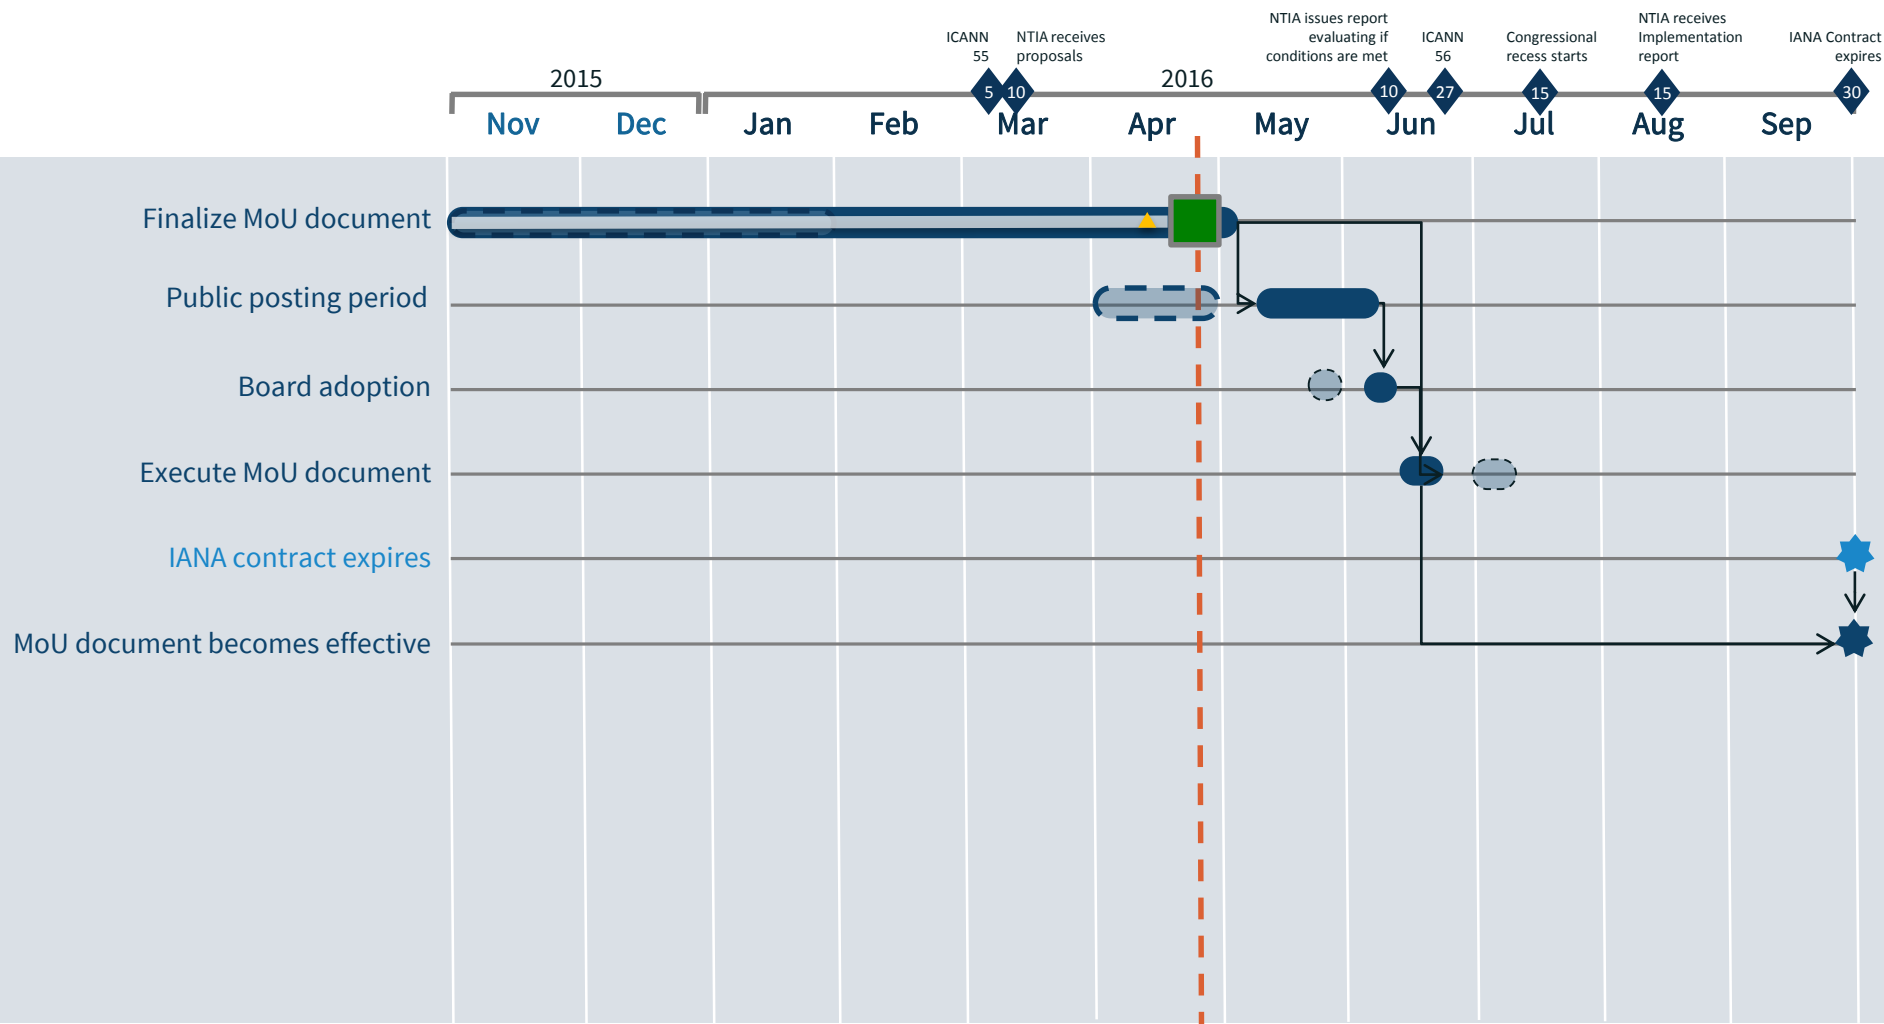 NTIA issues report
evaluating if
conditions are met
NTIA receives
Implementation
report
ICANN
55
NTIA receives
proposals
ICANN
56
Congressional
recess starts
IANA Contract
expires
2015
2016
5
10
10
27
15
15
30
Nov
Dec
Jan
Feb
Mar
Apr
May
Jun
Jul
Aug
Sep
Finalize MoU document
Public posting period
Board adoption
Execute MoU document
IANA contract expires
MoU document becomes effective